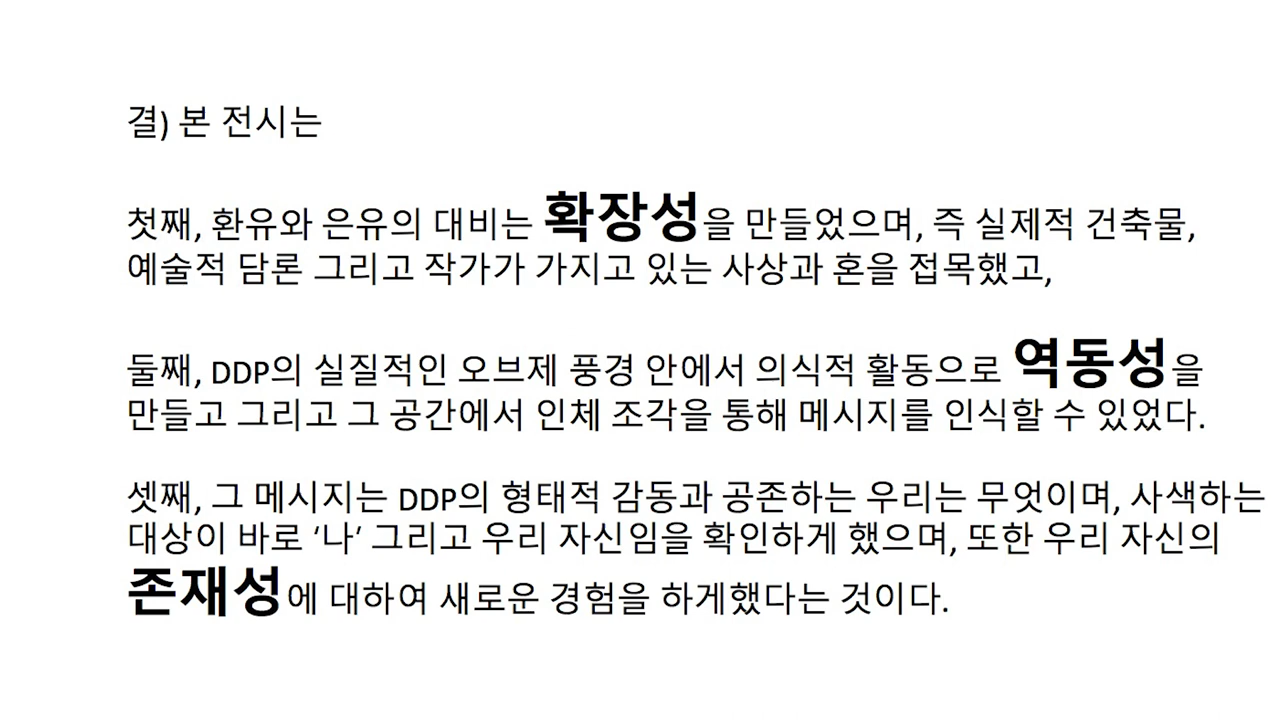 결) 본 전시는
첫째, 환유와 은유의 대비는 확장성을 만들었으며, 즉 실제적 건축물,
예술적 담론 그리고 작가가 가지고 있는 사상과 혼을 접목했고,
둘째, DDP의 실질적인 오브제 풍경 안에서 의식적 활동으로 역동성을
만들고 그리고 그 공간에서 인체 조각을 통해 메시지를 인식할 수 있었다.
셋째, 그 메시지는 DDP의 형태적 감동과 공존하는 우리는 무엇이며, 사색하는
대상이 바로 ‘나’ 그리고 우리 자신임을 확인하게 했으며, 또한 우리 자신의
존재성에 대하여 새로운 경험을 하게했다는 것이다.